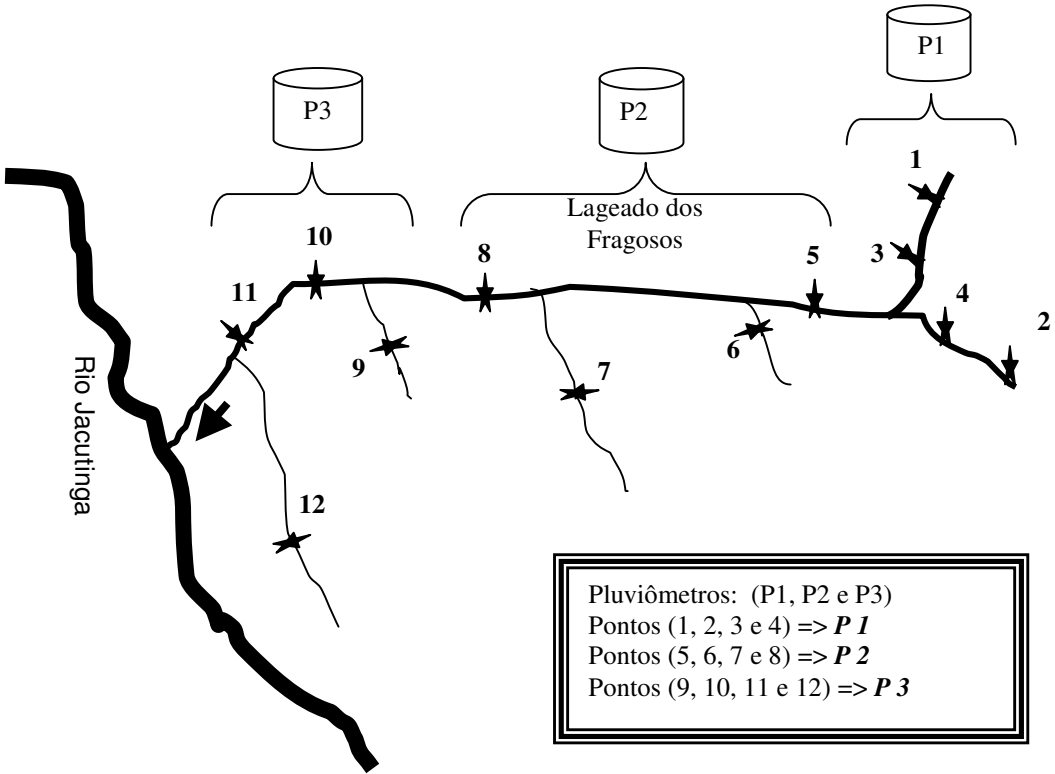 P1
P3
P2
1
Lageado dos
Fragosos
10
8
5
3
11
4
2
6
9
7
Rio Jacutinga
12
Pluviômetros: (P1, P2 e P3)
Pontos (1, 2, 3 e 4) => P 1
Pontos (5, 6, 7 e 8) => P 2
Pontos (9, 10, 11 e 12) => P 3